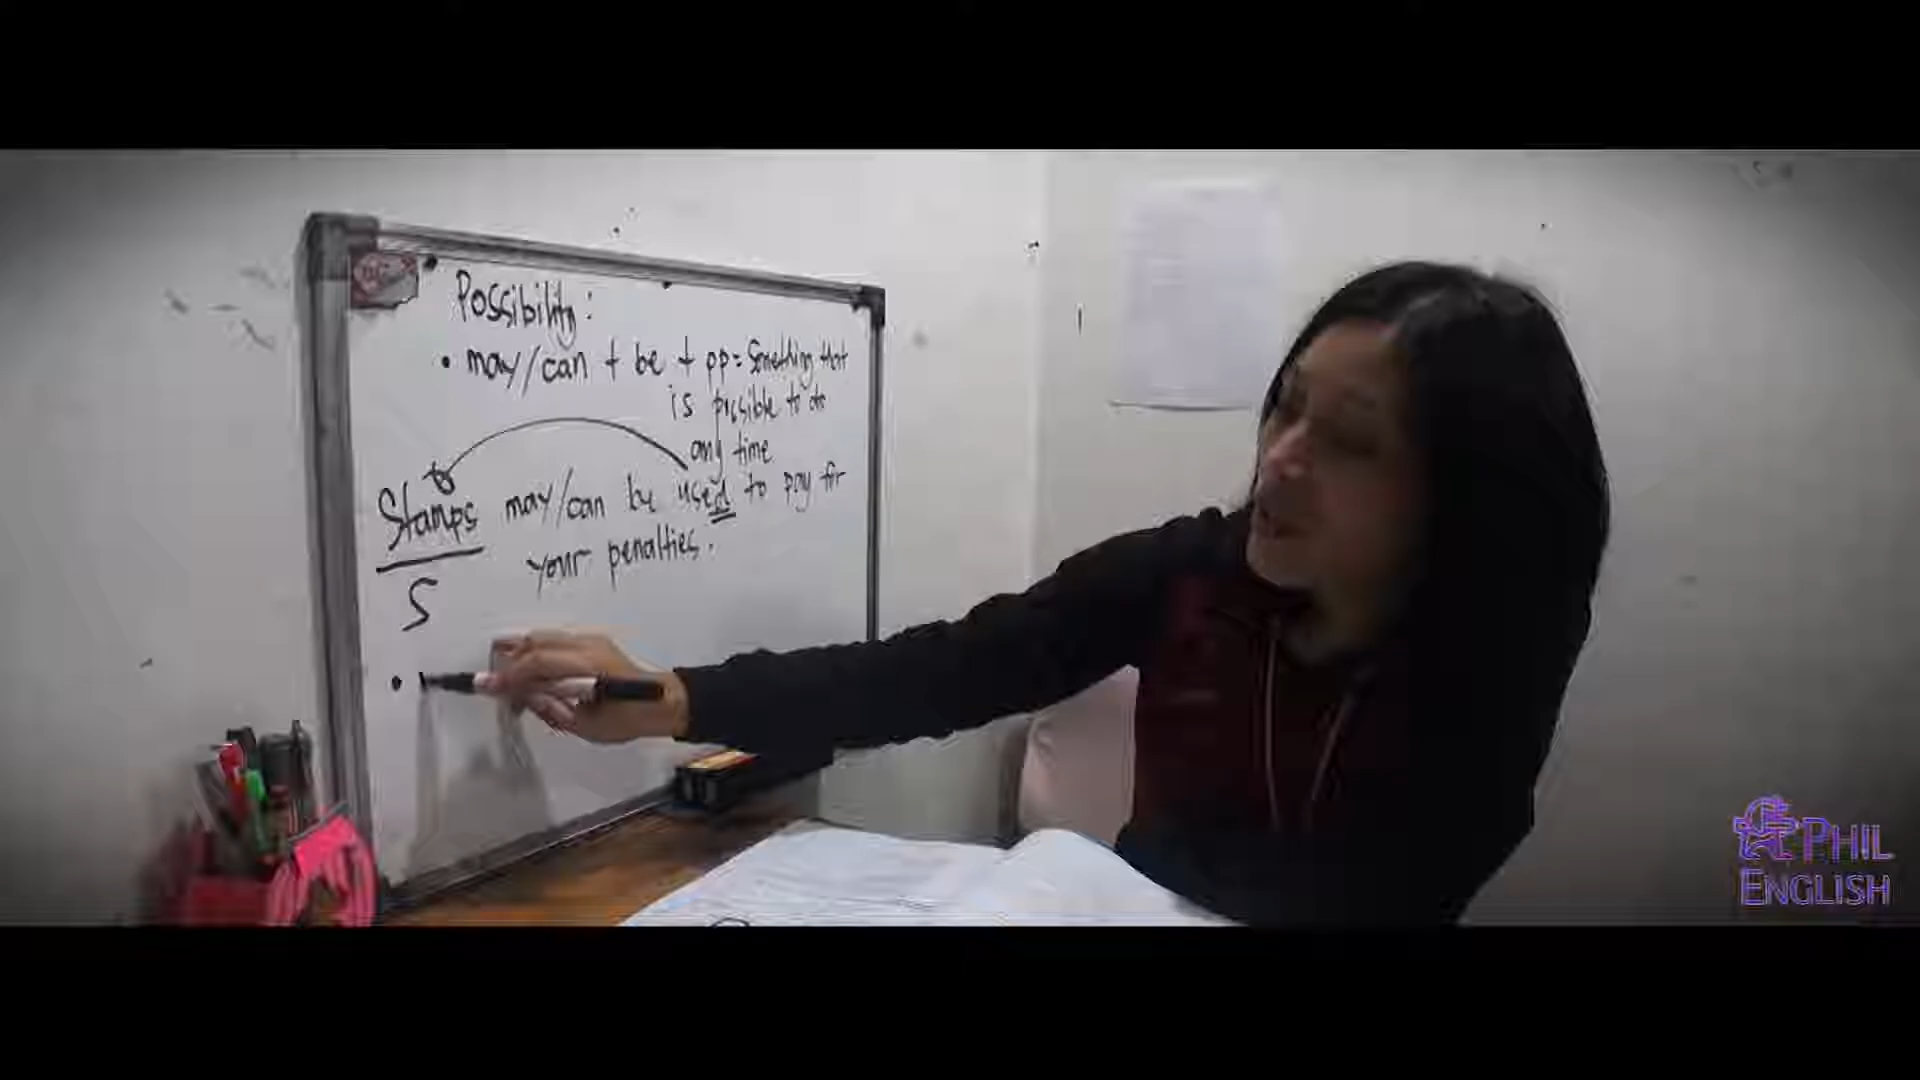 Possibility:
• may/can + be + pp = Something that
is possible to do
any time
Stamps may/can be used to pay for
your penalties.
S
•
PHIL
ENGLISH